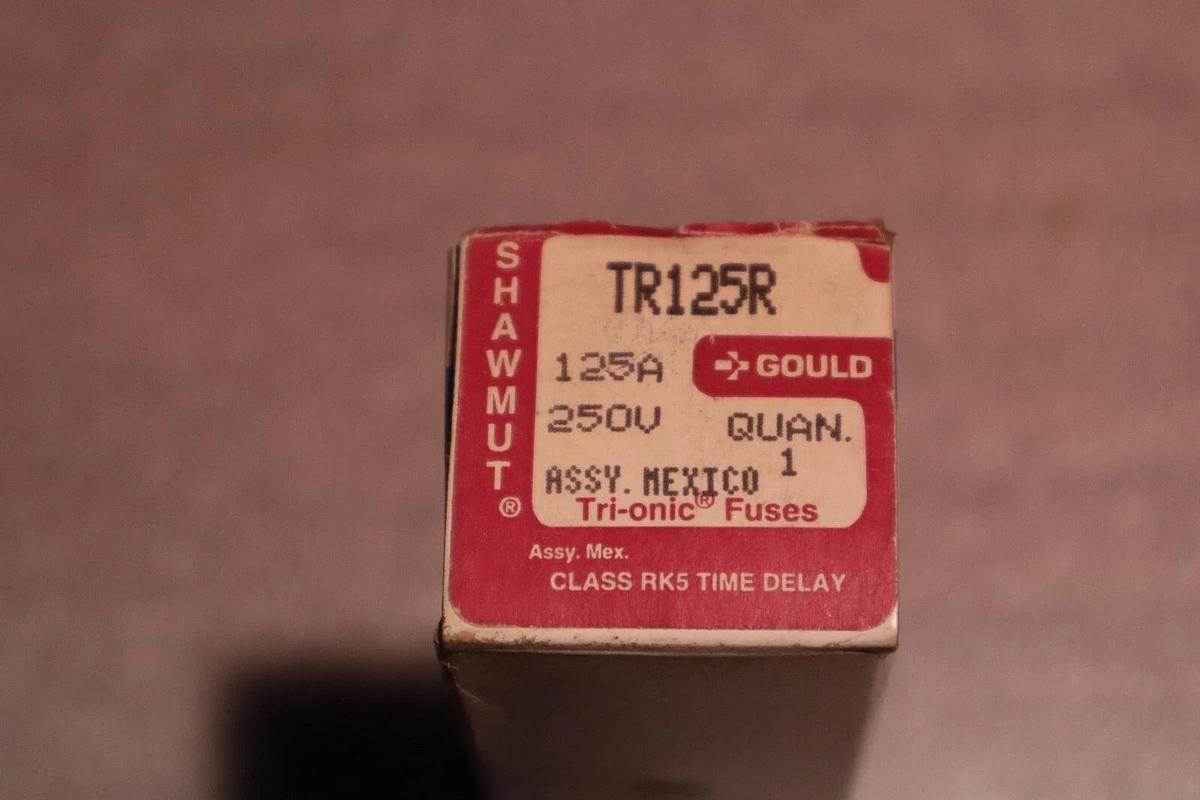 SHAWMUT®
TR125R
125A
GOULD
250V
QUAN.
1
ASSY. MEXICO
Tri-onic® Fuses
Assy. Mex.
CLASS RK5 TIME DELAY